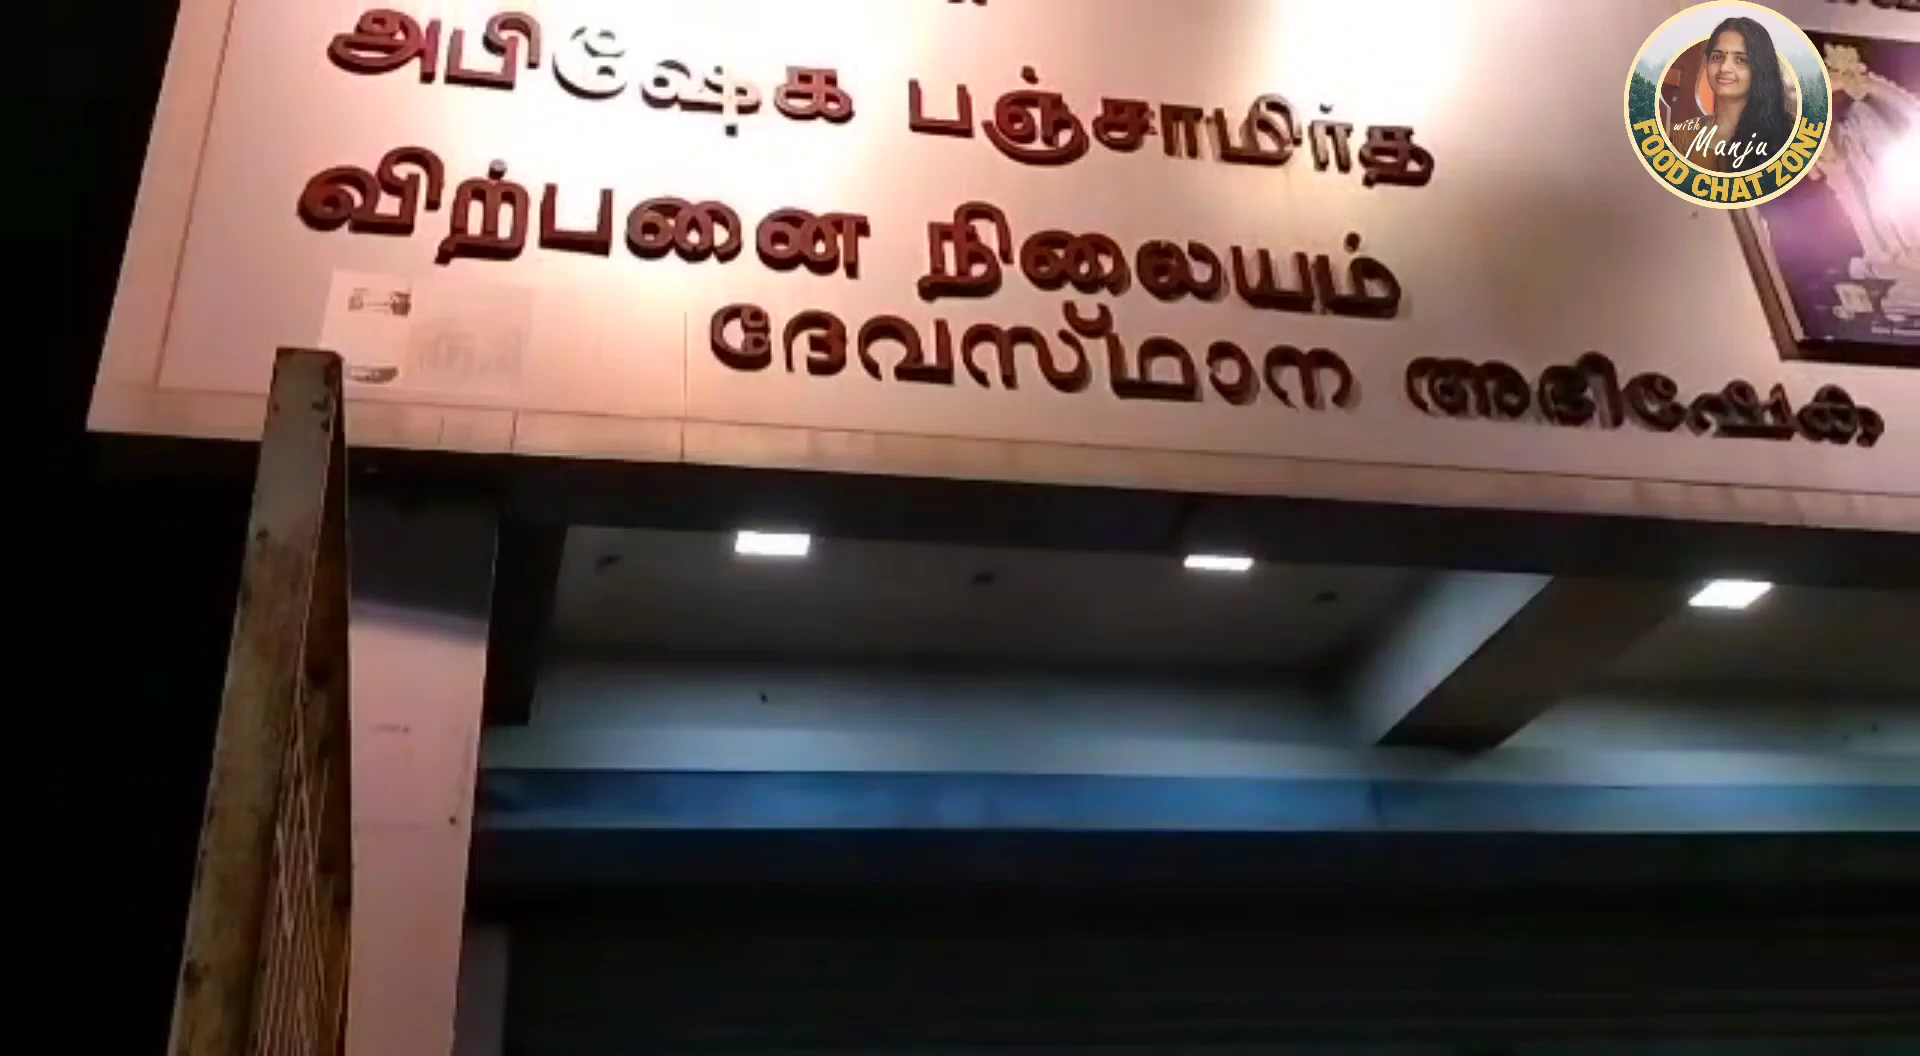 அபிஷேக பஞ்சாமிர்த
விற்பனை நிலையம்
ദേവസ്ഥാന അഭിഷേക
with
Manju
FOOD CHAT ZONE